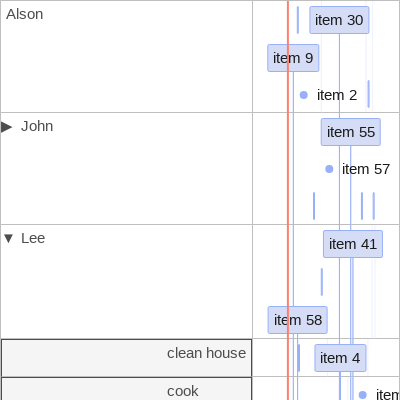 Alson
item 30
item 9
item 2
▶ John
item 55
item 57
▼ Lee
item 41
item 58
clean house
item 4
cook
item